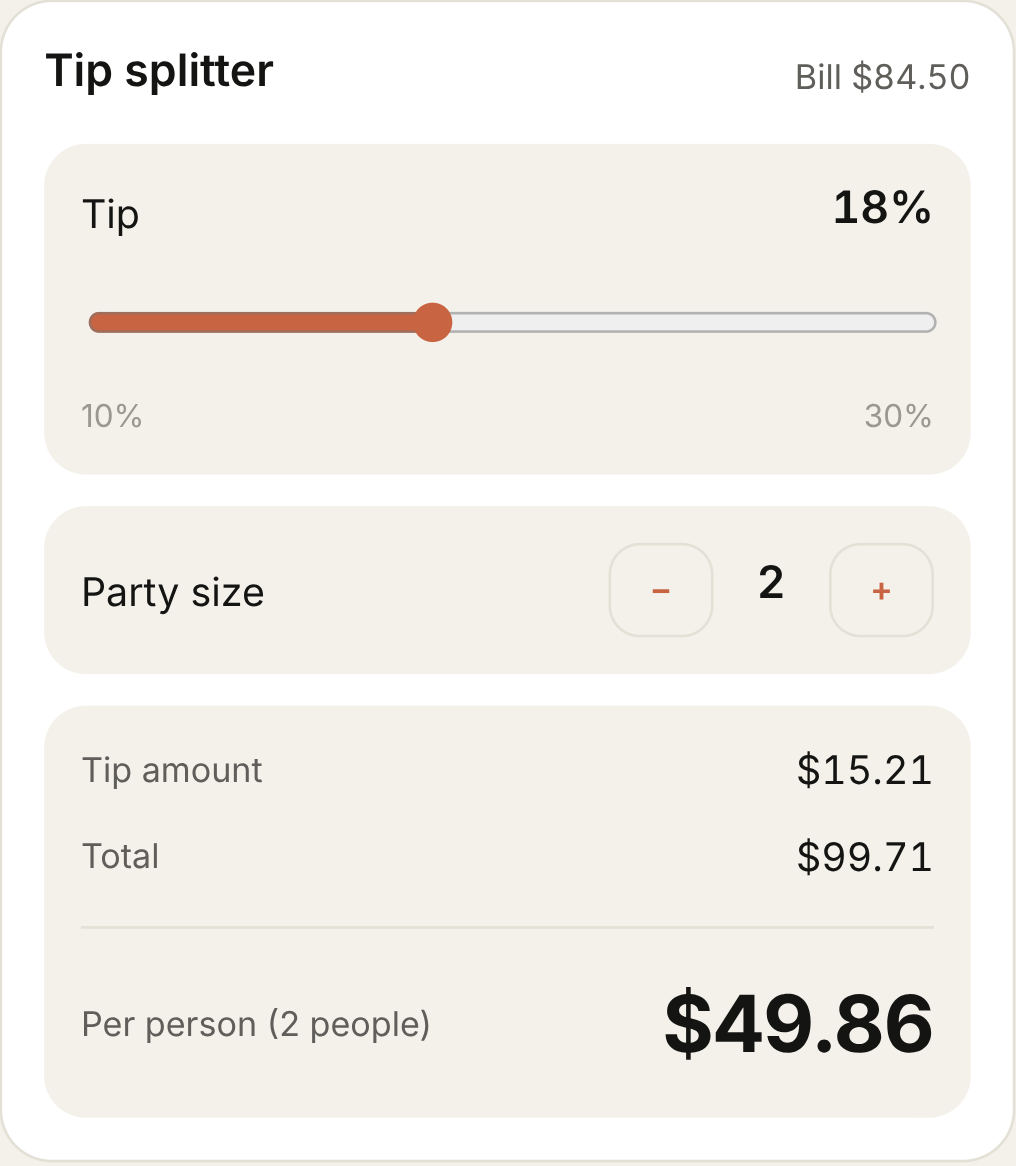 Tip splitter
Bill $84.50
Tip
18%
10%
30%
Party size
−
2
+
Tip amount
$15.21
Total
$99.71
Per person (2 people)
$49.86